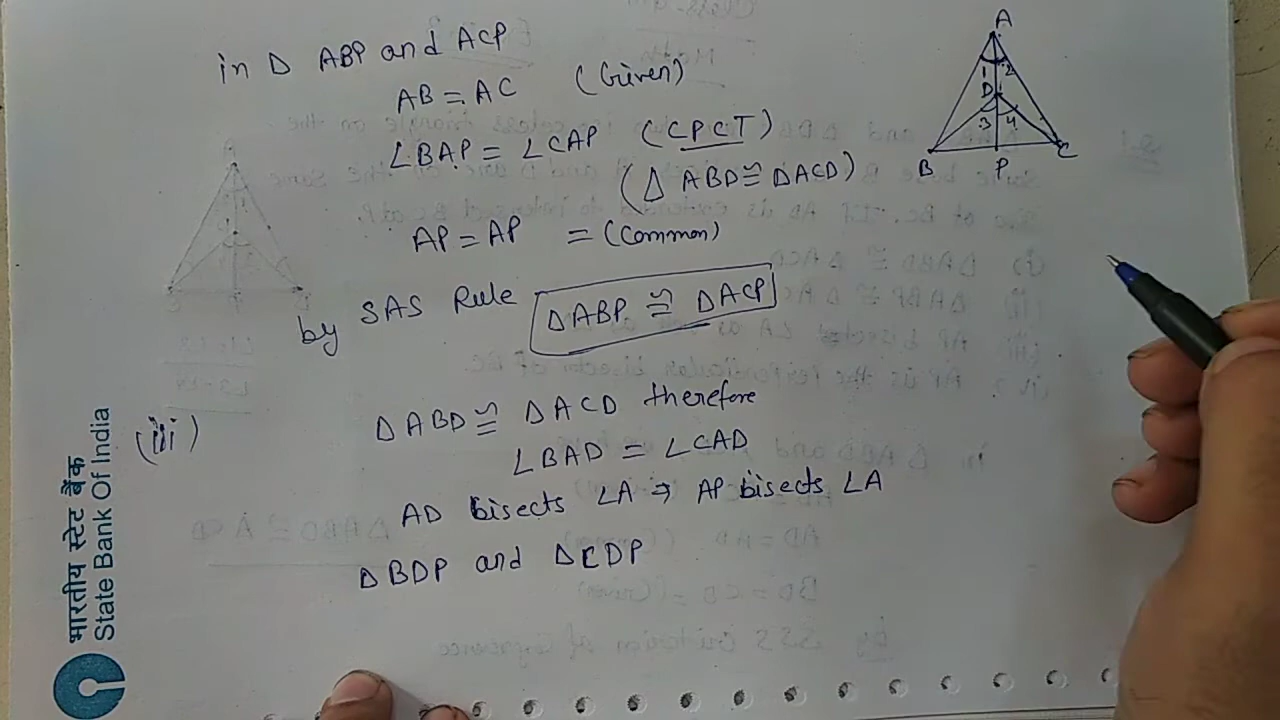 in Δ ABP and ACP
AB = AC (Given)
∠BAP = ∠CAP (CPCT)
(Δ ABD ≅ ΔACD)
AP = AP = (Common)
by SAS Rule ΔABP ≅ ΔACP
(iii) ΔABD ≅ ΔACD therefore
∠BAD = ∠CAD
AD bisects ∠A ⇒ AP bisects ∠A
ΔBDP and ΔCDP
A
1 2
D
3 4
B P C
भारतीय स्टेट बैंक
State Bank Of India